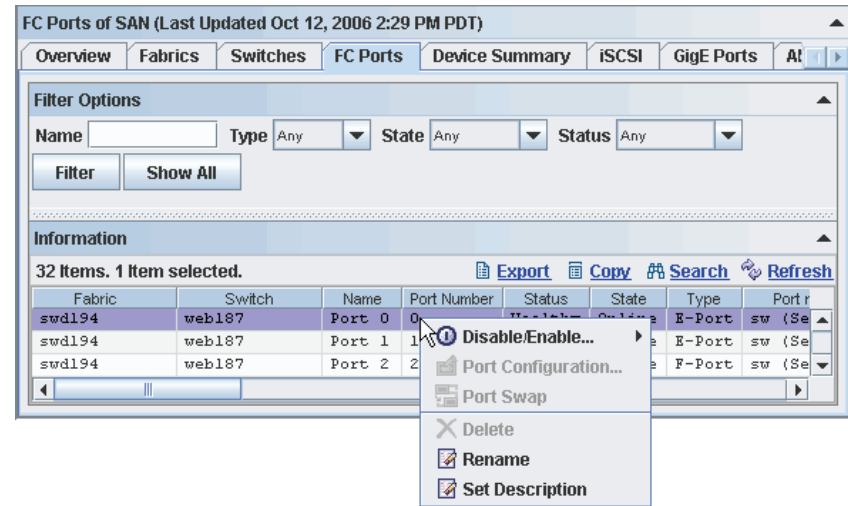 FC Ports of SAN (Last Updated Oct 12, 2006 2:29 PM PDT)
Overview Fabrics Switches FC Ports Device Summary iSCSI GigE Ports
Filter Options
Name Type Any State Any Status Any
Filter Show All
Information
32 Items. 1 Item selected. Export Copy Search Refresh
Fabric Switch Name Port Number Status State Type Port
swd194 web187 Port 0 0 E-Port sw (Se
swd194 web187 Port 1 1 E-Port sw (Se
swd194 web187 Port 2 2 F-Port sw (Se
Disable/Enable...
Port Configuration...
Port Swap
Delete
Rename
Set Description